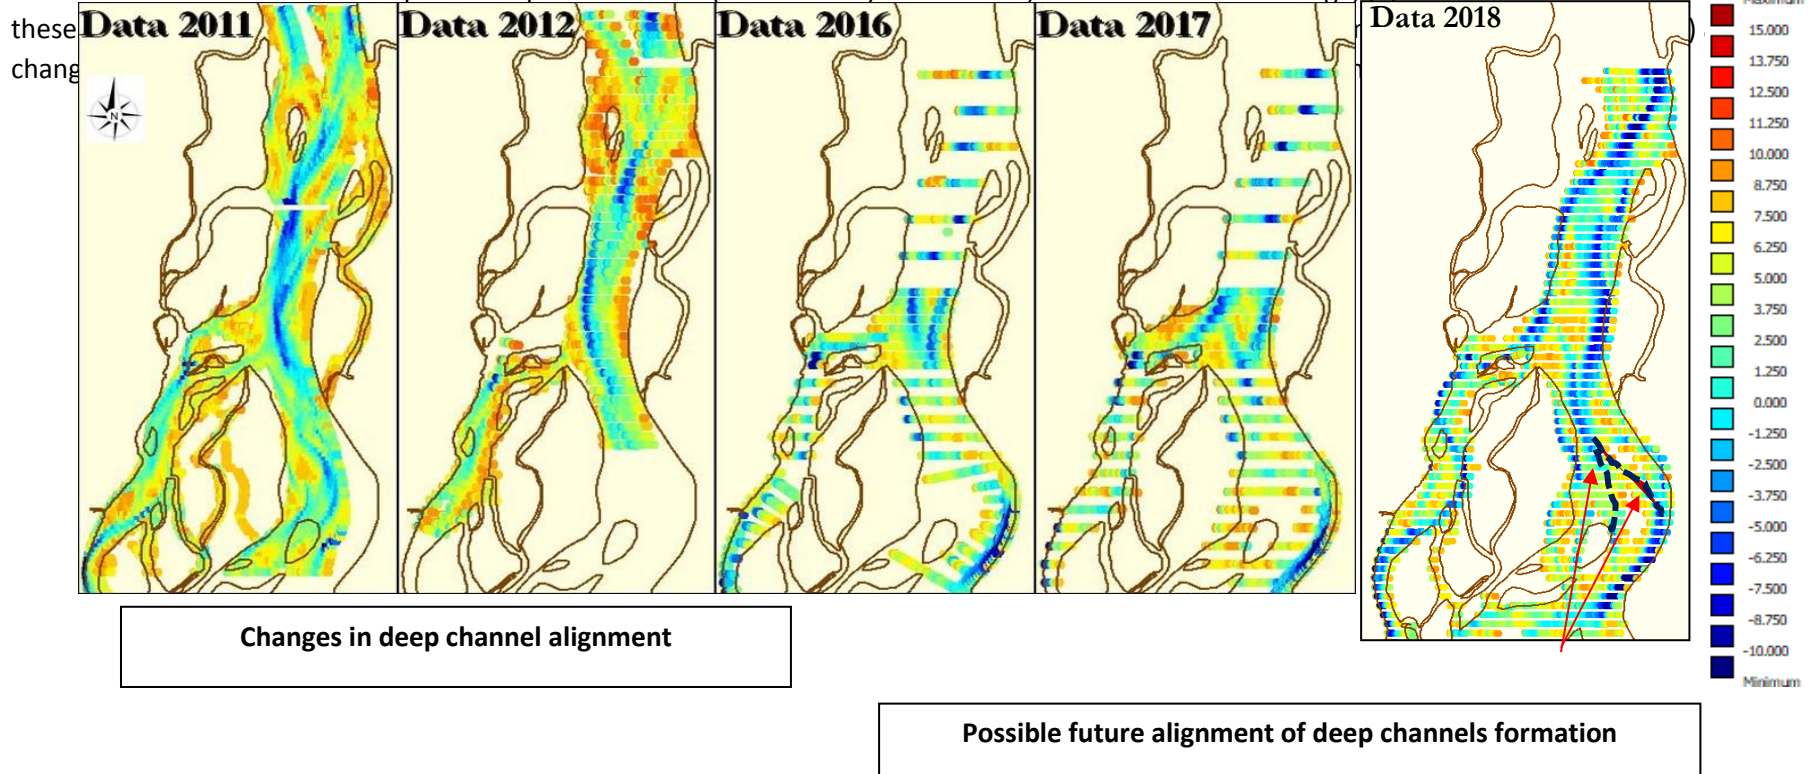 these
chang
Data 2011
Data 2012
Data 2016
Data 2017
Data 2018
N
Maximum
15.000
13.750
12.500
11.250
10.000
8.750
7.500
6.250
5.000
3.750
2.500
1.250
0.000
-1.250
-2.500
-3.750
-5.000
-6.250
-7.500
-8.750
-10.000
Minimum
Changes in deep channel alignment
Possible future alignment of deep channels formation